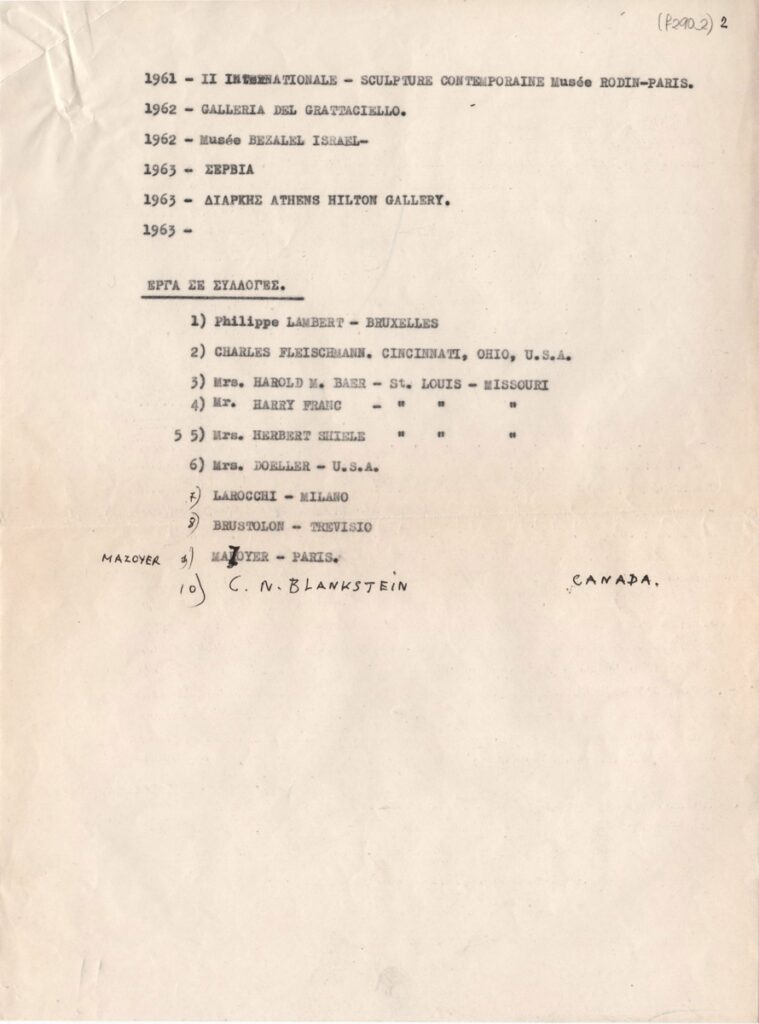 (f290_2) 2
1961 - II INTERNATIONALE - SCULPTURE CONTEMPORAINE Musée RODIN-PARIS.
1962 - GALLERIA DEL GRATTACIELLO.
1962 - Musée BEZALEL ISRAEL-
1963 - ΣΕΡΒΙΑ
1963 - ΔΙΑΡΚΗΣ ATHENS HILTON GALLERY.
1963 -
ΕΡΓΑ ΣΕ ΣΥΛΛΟΓΕΣ.
1) Philippe LAMBERT - BRUXELLES
2) CHARLES FLEISCHMANN. CINCINNATI, OHIO, U.S.A.
3) Mrs. HAROLD M. BAER - St. LOUIS - MISSOURI
4) Mr. HARRY FRANC - " " "
5 5) Mrs. HERBERT SHIELE " " "
6) Mrs. DOELLER - U.S.A.
7) LAROCCHI - MILANO
8) BRUSTOLON - TREVISIO
MAZOYER 9) MAZOYER - PARIS.
10) C. N. BLANKSTEIN CANADA.